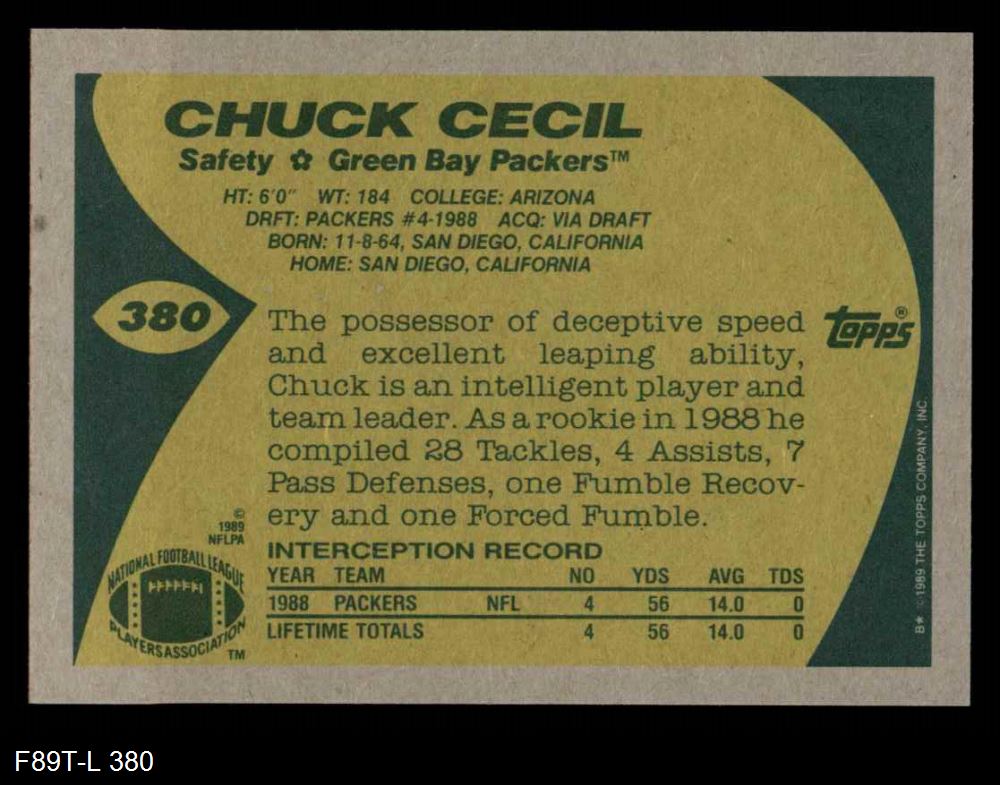 CHUCK CECIL
Safety ✿ Green Bay Packers™
HT: 6'0" WT: 184 COLLEGE: ARIZONA
DRFT: PACKERS #4-1988 ACQ: VIA DRAFT
BORN: 11-8-64, SAN DIEGO, CALIFORNIA
HOME: SAN DIEGO, CALIFORNIA
380
The possessor of deceptive speed
and excellent leaping ability,
Chuck is an intelligent player and
team leader. As a rookie in 1988 he
compiled 28 Tackles, 4 Assists, 7
Pass Defenses, one Fumble Recov-
ery and one Forced Fumble.
topps®
©
1989
NFLPA
NATIONAL FOOTBALL LEAGUE
PLAYERS ASSOCIATION
TM
INTERCEPTION RECORD
YEAR TEAM NO YDS AVG TDS
1988 PACKERS NFL 4 56 14.0 0
LIFETIME TOTALS 4 56 14.0 0
B* © 1989 THE TOPPS COMPANY, INC.
F89T-L 380